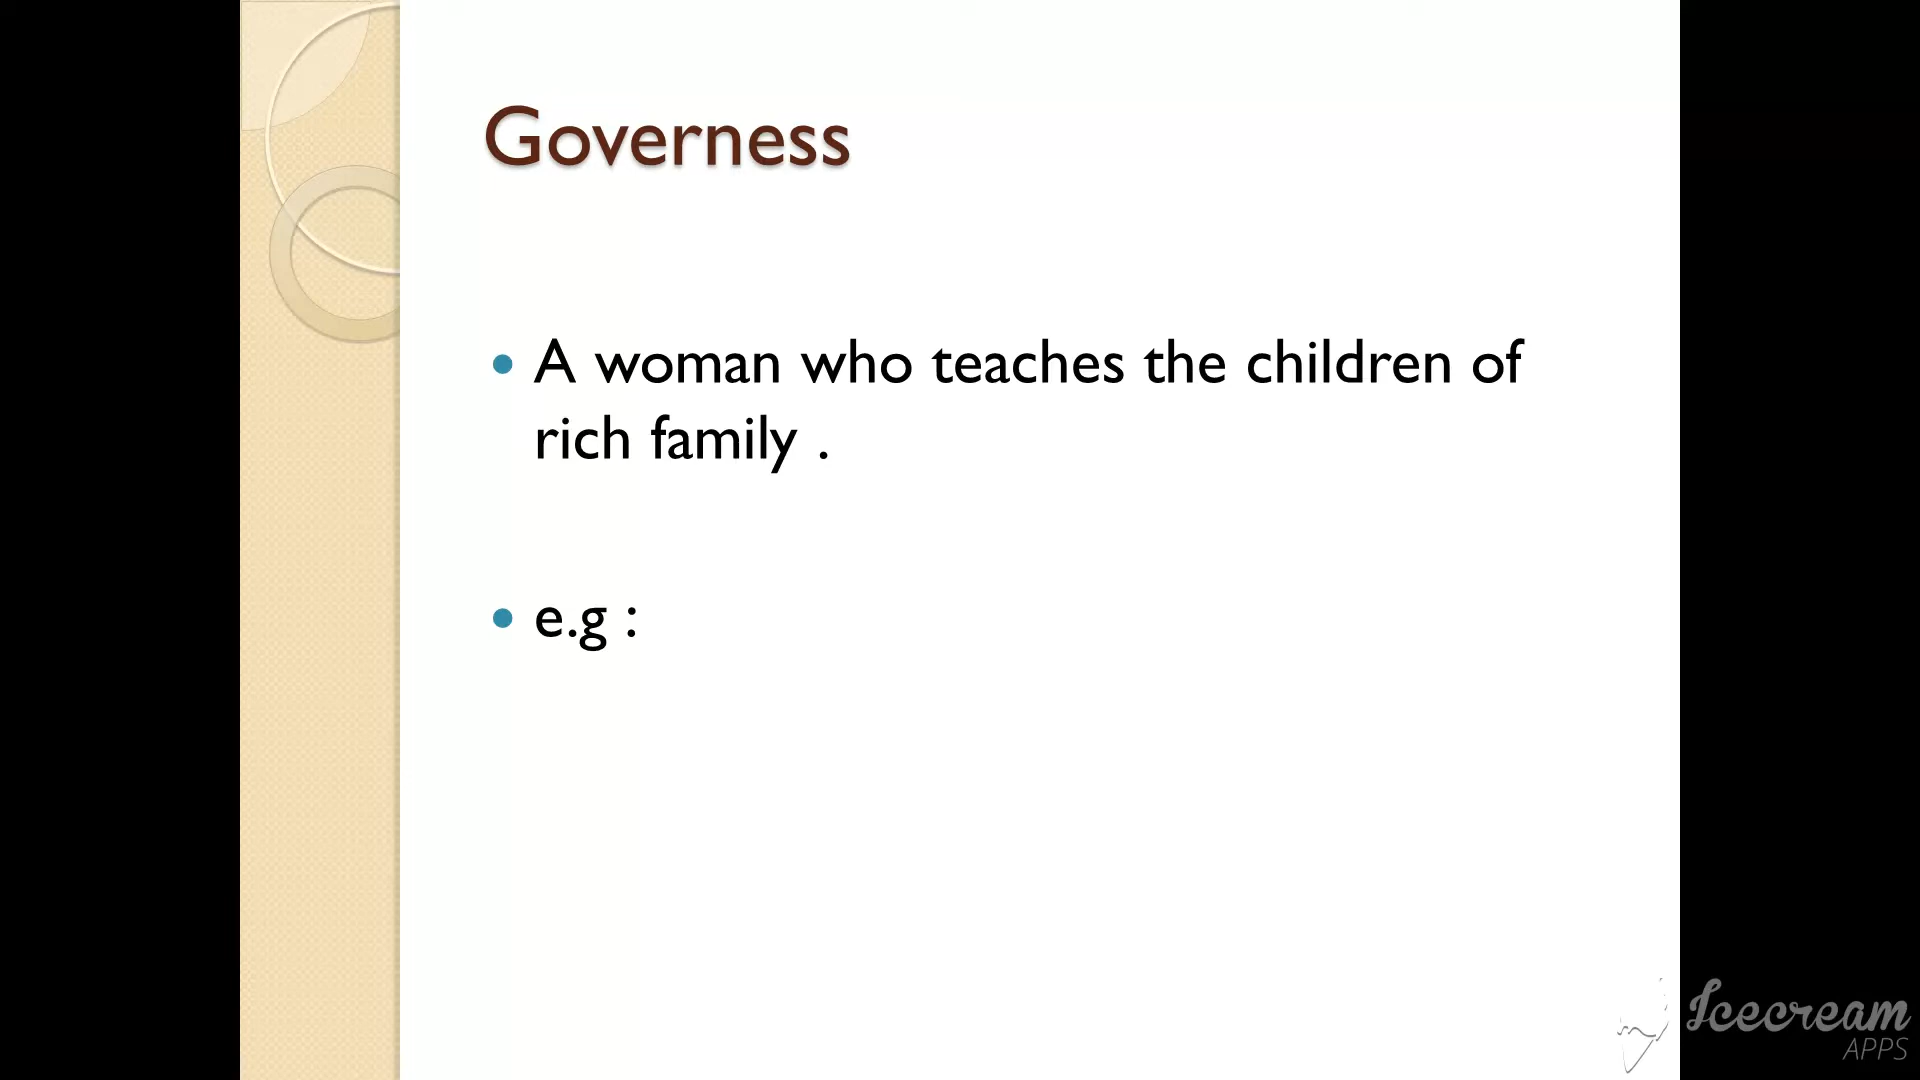 Governess
• A woman who teaches the children of
rich family .
• e.g :
Icecream
APPS